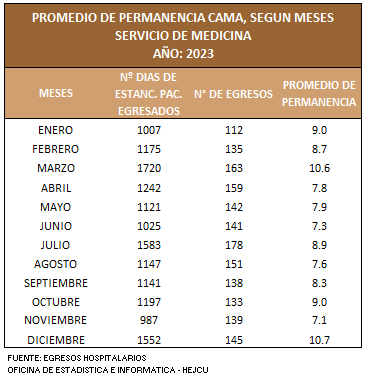 PROMEDIO DE PERMANENCIA CAMA, SEGUN MESES
SERVICIO DE MEDICINA
AÑO: 2023
MESES Nº DIAS DE ESTANC. PAC. EGRESADOS N° DE EGRESOS PROMEDIO DE PERMANENCIA
ENERO 1007 112 9.0
FEBRERO 1175 135 8.7
MARZO 1720 163 10.6
ABRIL 1242 159 7.8
MAYO 1121 142 7.9
JUNIO 1025 141 7.3
JULIO 1583 178 8.9
AGOSTO 1147 151 7.6
SEPTIEMBRE 1141 138 8.3
OCTUBRE 1197 133 9.0
NOVIEMBRE 987 139 7.1
DICIEMBRE 1552 145 10.7
FUENTE: EGRESOS HOSPITALARIOS
OFICINA DE ESTADISTICA E INFORMATICA - HEJCU